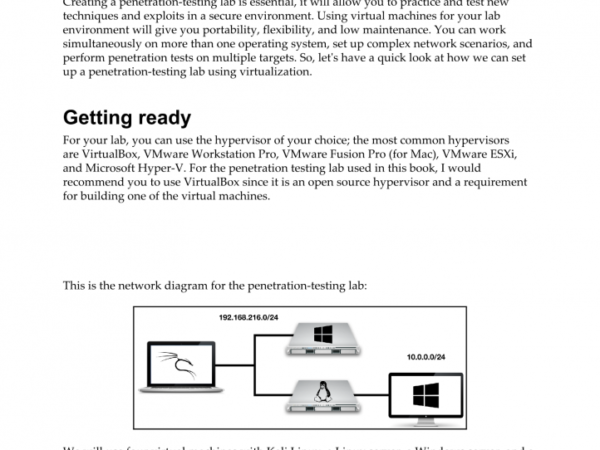 Creating a penetration-testing lab is essential, it will allow you to practice and test new
techniques and exploits in a secure environment. Using virtual machines for your lab
environment will give you portability, flexibility, and low maintenance. You can work
simultaneously on more than one operating system, set up complex network scenarios, and
perform penetration tests on multiple targets. So, let's have a quick look at how we can set
up a penetration-testing lab using virtualization.
Getting ready
For your lab, you can use the hypervisor of your choice; the most common hypervisors
are VirtualBox, VMware Workstation Pro, VMware Fusion Pro (for Mac), VMware ESXi,
and Microsoft Hyper-V. For the penetration testing lab used in this book, I would
recommend you to use VirtualBox since it is an open source hypervisor and a requirement
for building one of the virtual machines.
This is the network diagram for the penetration-testing lab:
192.168.216.0/24
10.0.0.0/24